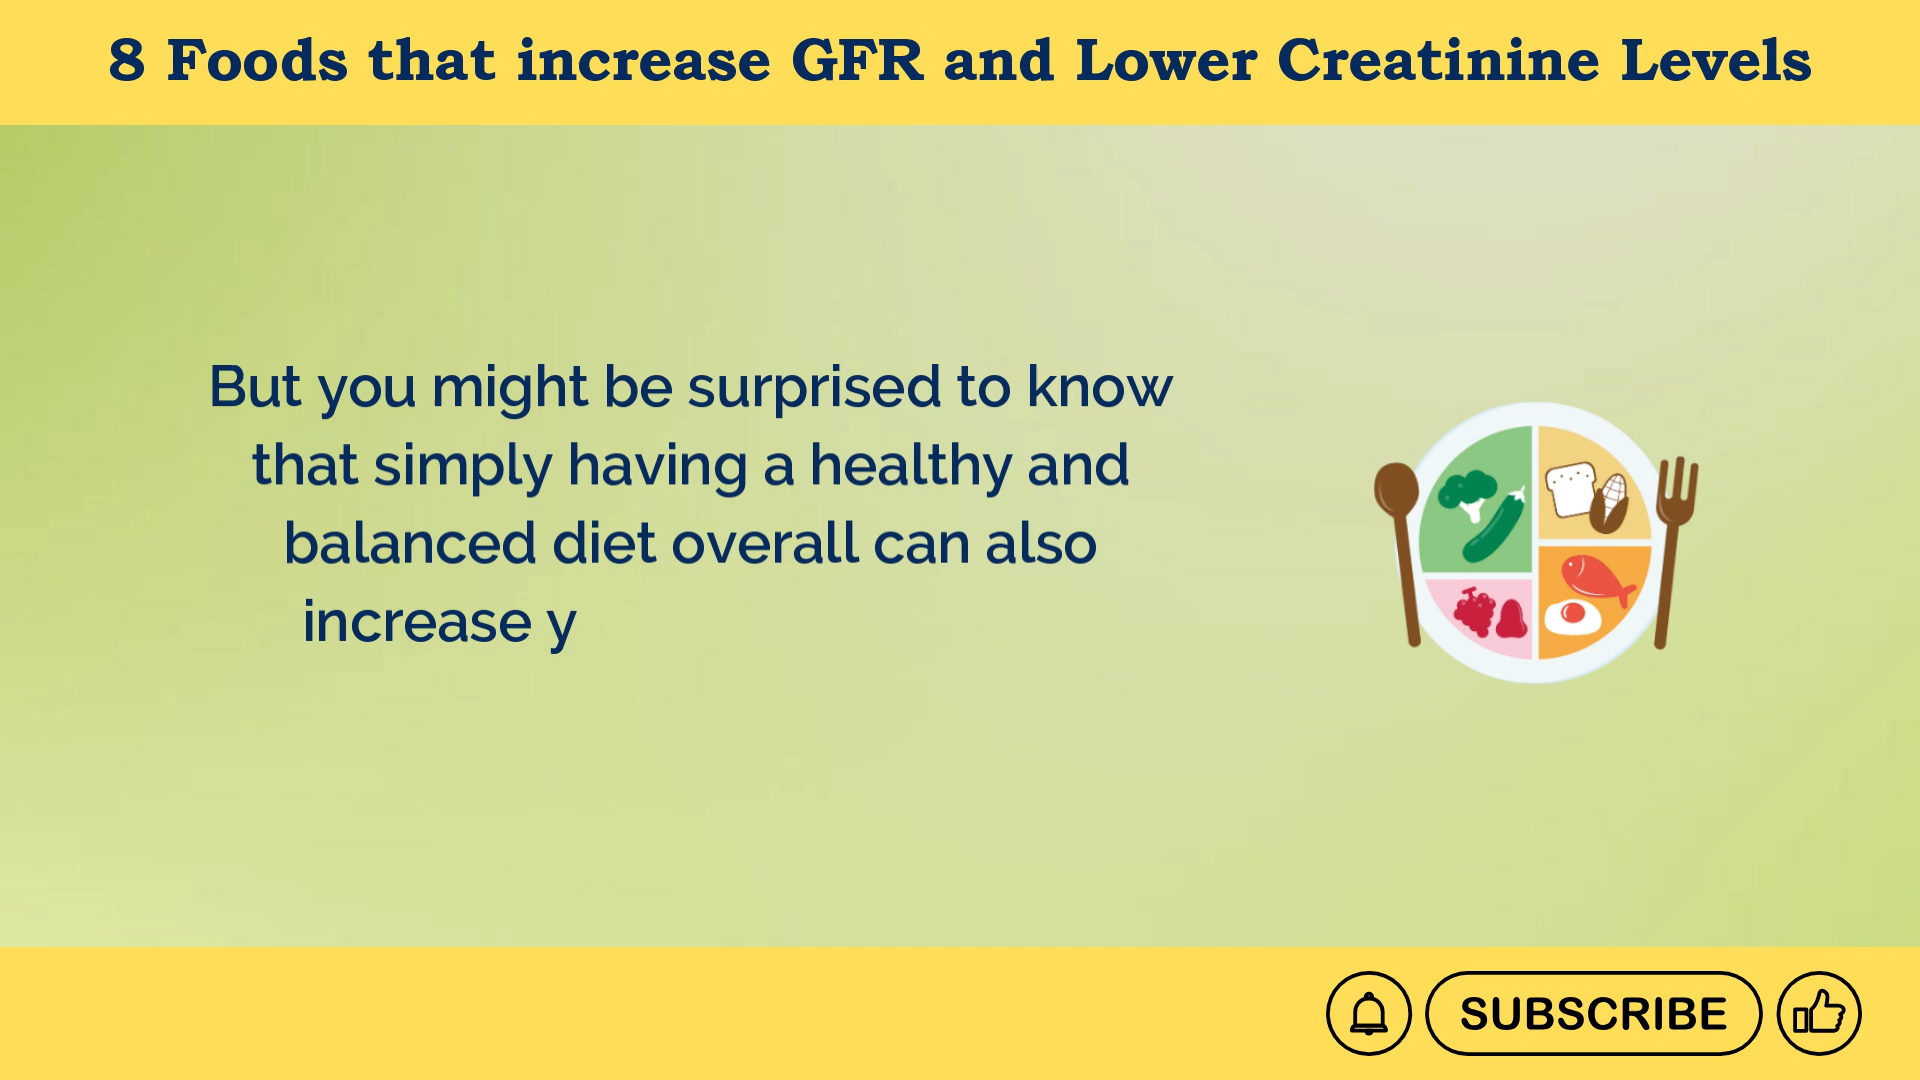 8 Foods that increase GFR and Lower Creatinine Levels
But you might be surprised to know
that simply having a healthy and
balanced diet overall can also
increase y
SUBSCRIBE